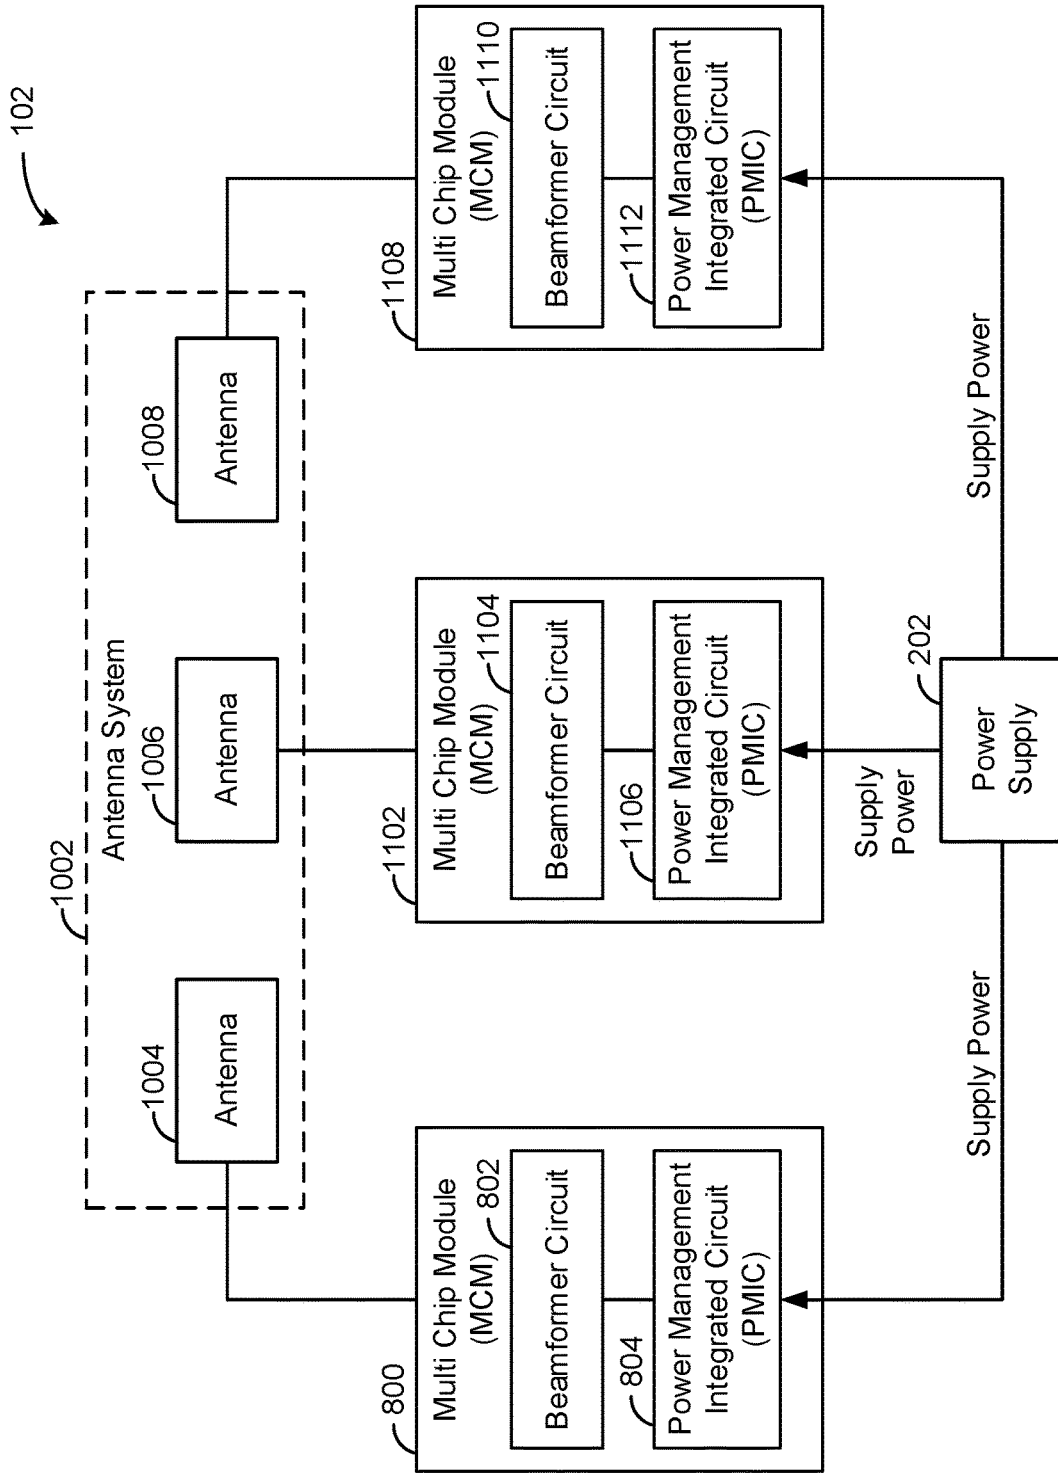 102
1002
Antenna System
1004
Antenna
1006
Antenna
1008
Antenna
800
Multi Chip Module
(MCM)
802
Beamformer Circuit
804
Power Management
Integrated Circuit
(PMIC)
1102
Multi Chip Module
(MCM)
1104
Beamformer Circuit
1106
Power Management
Integrated Circuit
(PMIC)
1108
Multi Chip Module
(MCM)
1110
Beamformer Circuit
1112
Power Management
Integrated Circuit
(PMIC)
Supply Power
Supply
Power
Supply Power
202
Power
Supply